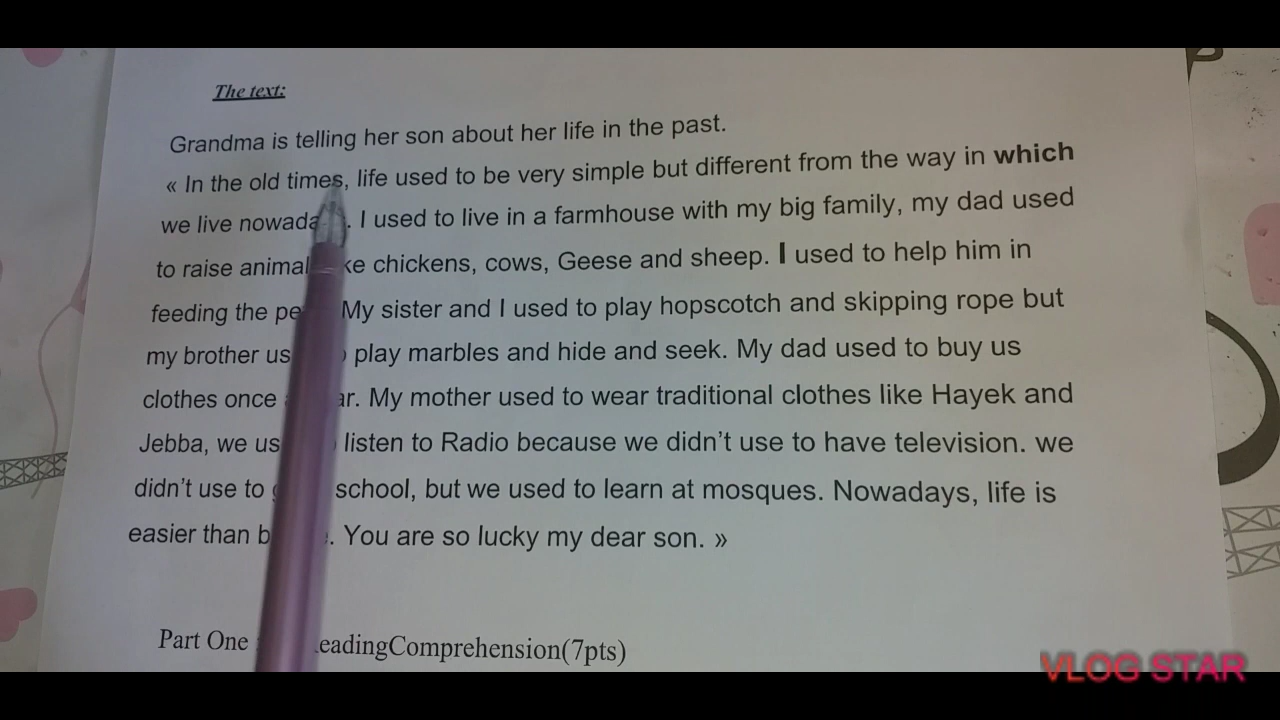 The text:
Grandma is telling her son about her life in the past.
« In the old times, life used to be very simple but different from the way in which
we live . I used to live in a farmhouse with my big family, my dad used
to raise chickens, cows, Geese and sheep. I used to help him in
feeding the My sister and I used to play hopscotch and skipping rope but
my brother play marbles and hide and seek. My dad used to buy us
clothes once . My mother used to wear traditional clothes like Hayek and
Jebba, we listen to Radio because we didn't use to have television. we
didn't use to school, but we used to learn at mosques. Nowadays, life is
easier than . You are so lucky my dear son. »
Part One eadingComprehension(7pts)
VLOG STAR